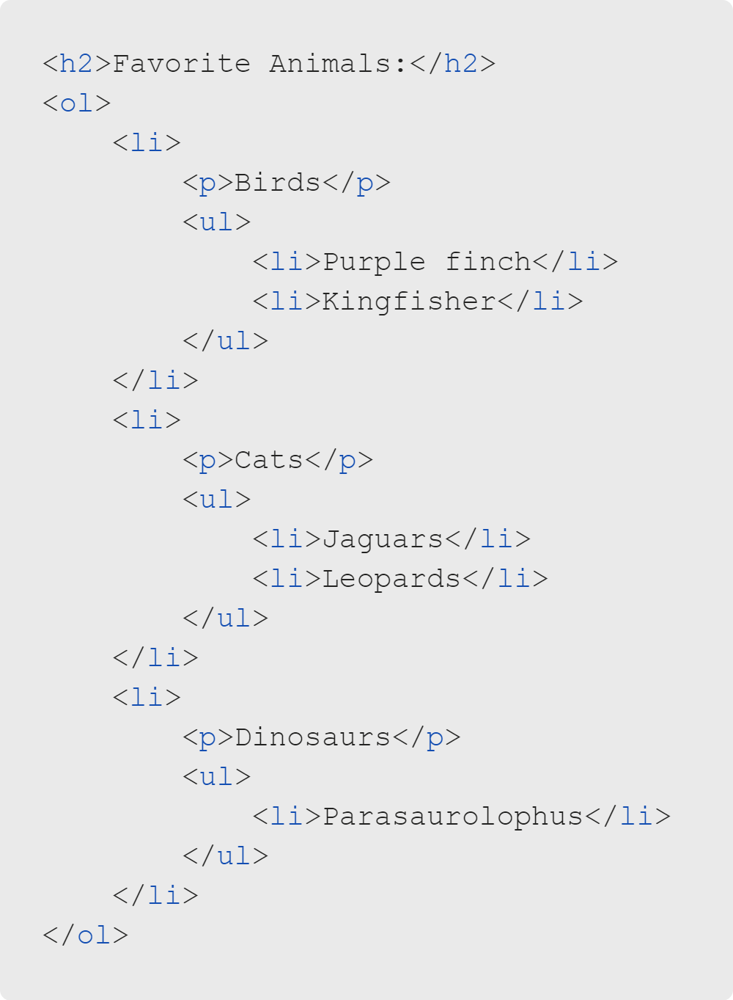 <h2>Favorite Animals:</h2>
<ol>
    <li>
        <p>Birds</p>
        <ul>
            <li>Purple finch</li>
            <li>Kingfisher</li>
        </ul>
    </li>
    <li>
        <p>Cats</p>
        <ul>
            <li>Jaguars</li>
            <li>Leopards</li>
        </ul>
    </li>
    <li>
        <p>Dinosaurs</p>
        <ul>
            <li>Parasaurolophus</li>
        </ul>
    </li>
</ol>